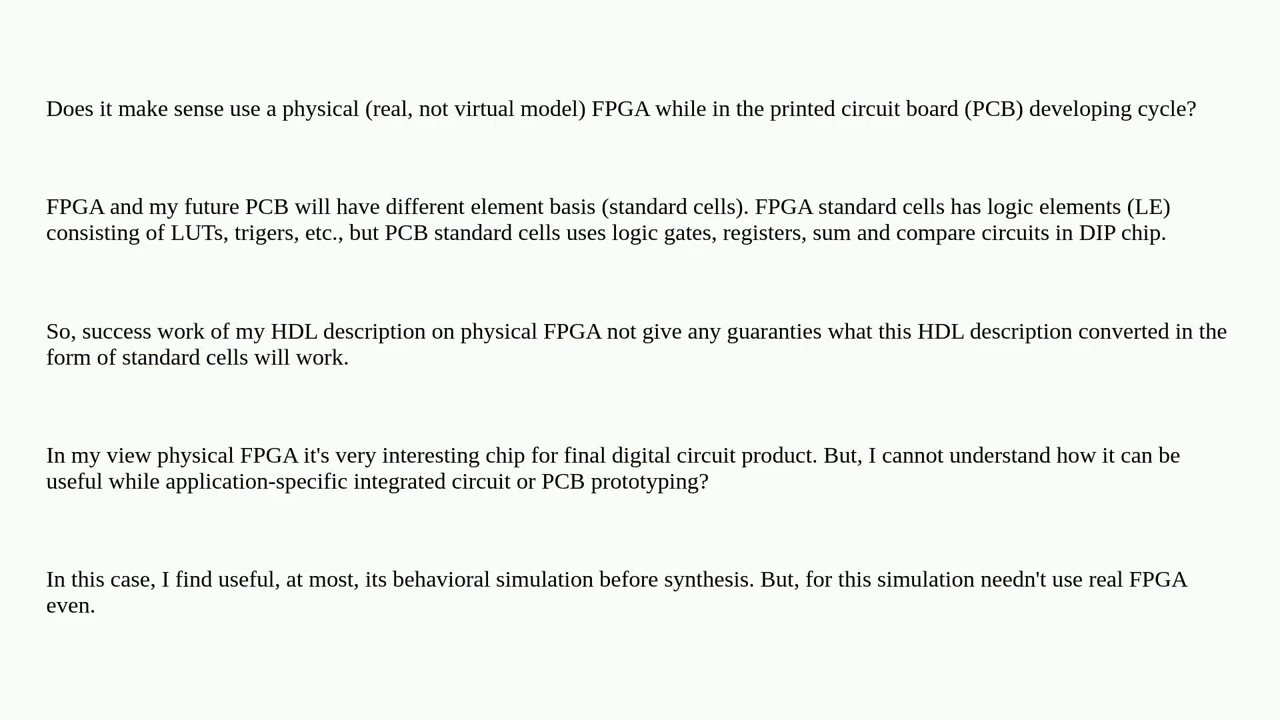 Does it make sense use a physical (real, not virtual model) FPGA while in the printed circuit board (PCB) developing cycle?
FPGA and my future PCB will have different element basis (standard cells). FPGA standard cells has logic elements (LE)
consisting of LUTs, trigers, etc., but PCB standard cells uses logic gates, registers, sum and compare circuits in DIP chip.
So, success work of my HDL description on physical FPGA not give any guaranties what this HDL description converted in the
form of standard cells will work.
In my view physical FPGA it's very interesting chip for final digital circuit product. But, I cannot understand how it can be
useful while application-specific integrated circuit or PCB prototyping?
In this case, I find useful, at most, its behavioral simulation before synthesis. But, for this simulation needn't use real FPGA
even.